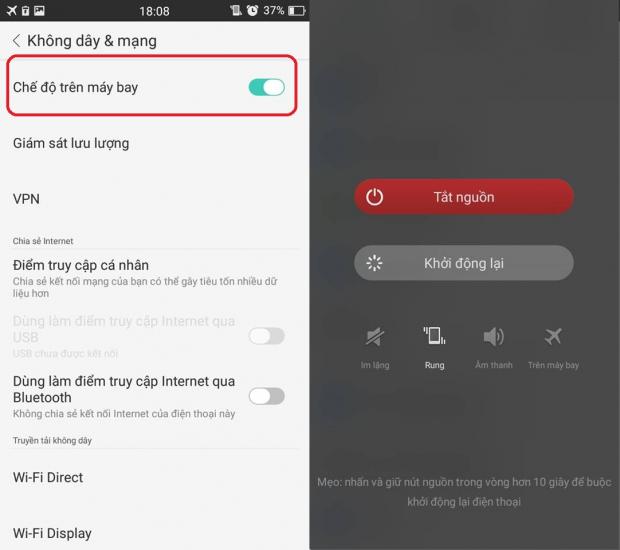 18:08
37%
Không dây & mạng
Chế độ trên máy bay
Giám sát lưu lượng
VPN
Chia sẻ Internet
Điểm truy cập cá nhân
Chia sẻ kết nối mạng của bạn có thể gây tiêu tốn nhiều dữ
liệu hơn
Dùng làm điểm truy cập Internet qua
USB
USB chưa được kết nối
Dùng làm điểm truy cập Internet qua
Bluetooth
Không chia sẻ kết nối Internet của điện thoại này
Truyền tải không dây
Wi-Fi Direct
Wi-Fi Display
Tắt nguồn
Khởi động lại
Im lặng
Rung
Âm thanh
Trên máy bay
Mẹo: nhấn và giữ nút nguồn trong vòng hơn 10 giây để buộc
khởi động lại điện thoại